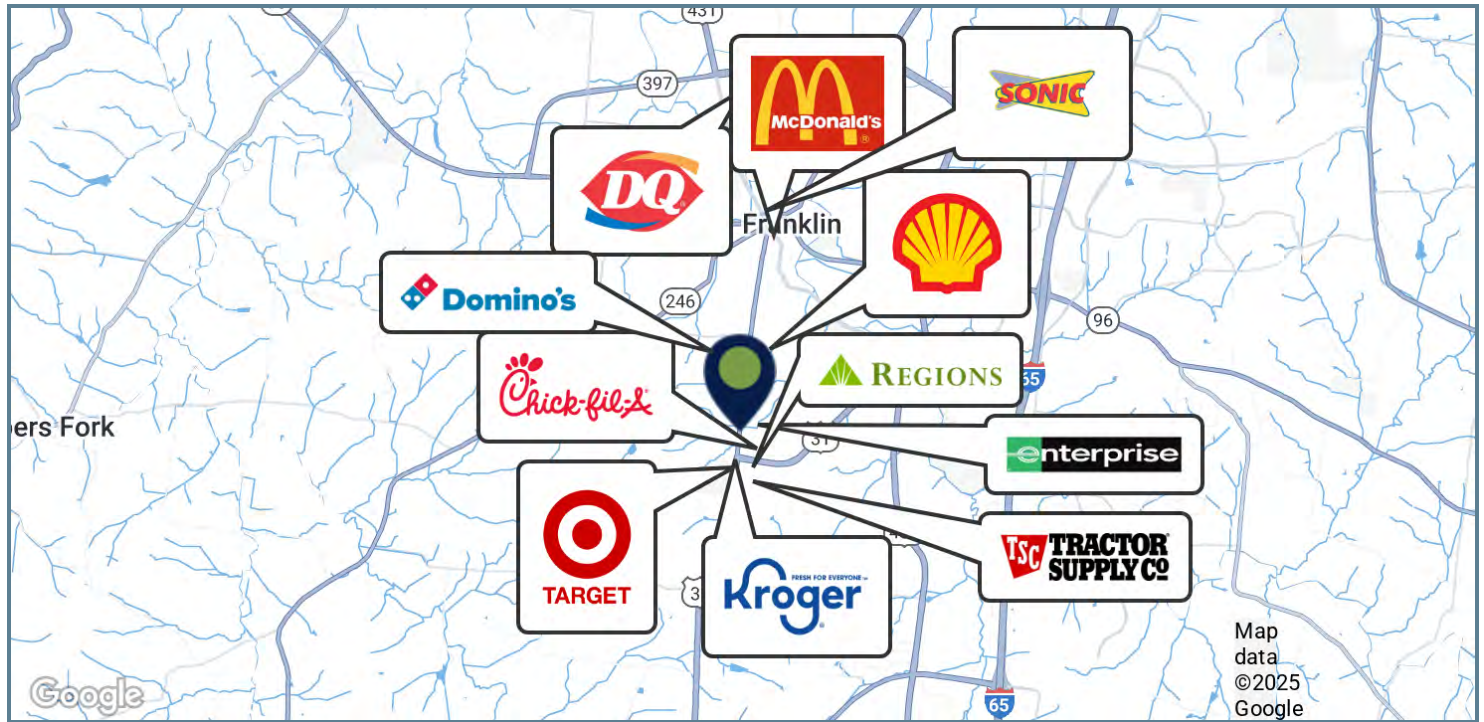 431
397
McDonald's
SONIC
DQ
Franklin
Domino's
246
96
Chick-fil-A
REGIONS
65
ers Fork
31
enterprise
TARGET
FRESH FOR EVERYONE
Kroger
3
TSC TRACTOR
SUPPLY CO
Map
data
©2025
Google
Google
65